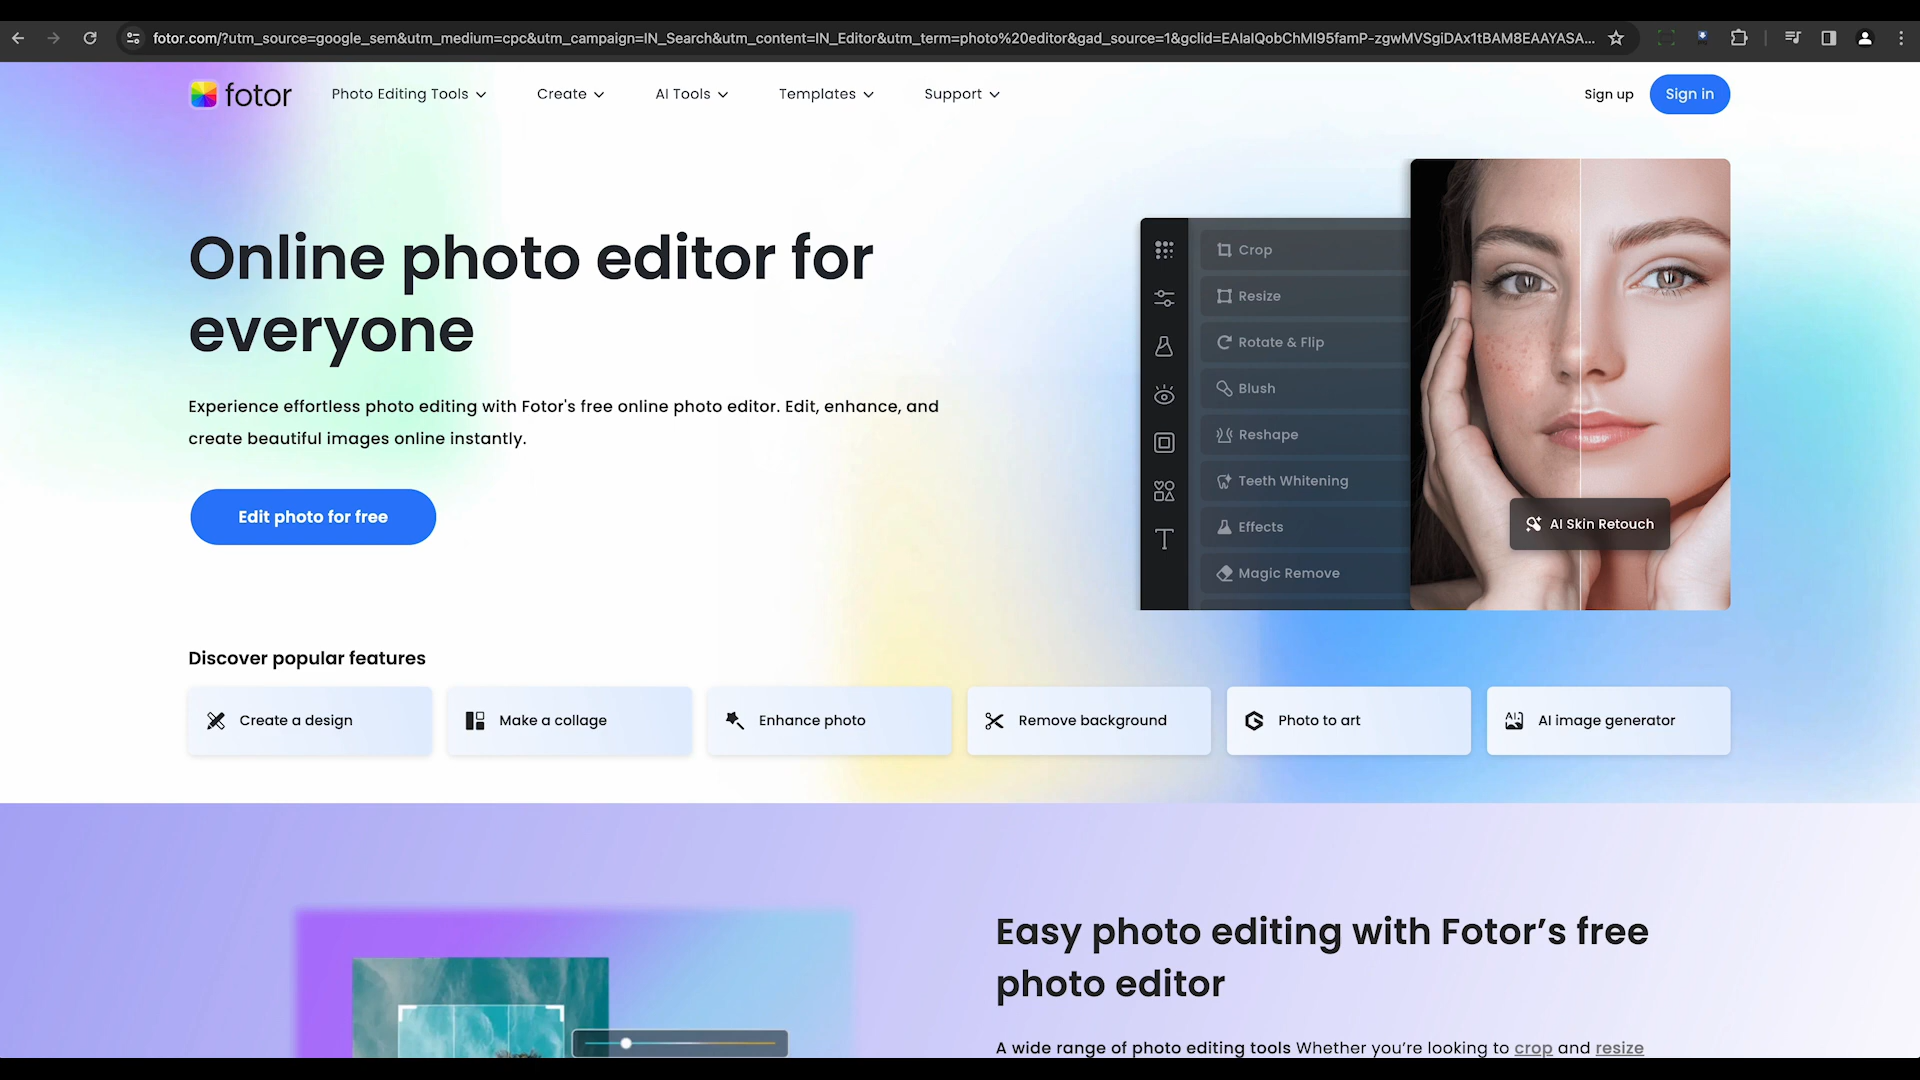 fotor.com/?utm_source=google_sem&utm_medium=cpc&utm_campaign=IN_Search&utm_content=IN_Editor&utm_term=photo%20editor&gad_source=1&gclid=EAIaIQobChMI95famP-zgwMVSgiDAx1tBAM8EAAYASA...
fotor
Photo Editing Tools
Create
AI Tools
Templates
Support
Sign up
Sign in
Online photo editor for
everyone
Experience effortless photo editing with Fotor's free online photo editor. Edit, enhance, and
create beautiful images online instantly.
Edit photo for free
Crop
Resize
Rotate & Flip
Blush
Reshape
Teeth Whitening
Effects
Magic Remove
AI Skin Retouch
Discover popular features
Create a design
Make a collage
Enhance photo
Remove background
Photo to art
AI image generator
Easy photo editing with Fotor’s free
photo editor
A wide range of photo editing tools Whether you’re looking to crop and resize